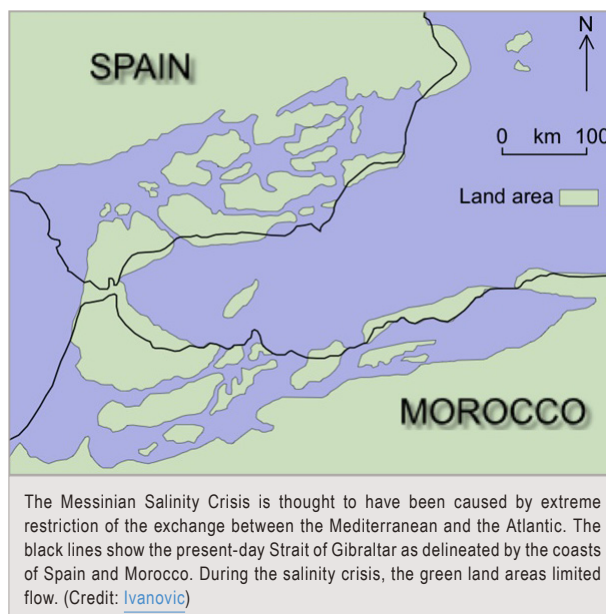 SPAIN
N
0 km 100
Land area
MOROCCO
The Messinian Salinity Crisis is thought to have been caused by extreme
restriction of the exchange between the Mediterranean and the Atlantic. The
black lines show the present-day Strait of Gibraltar as delineated by the coasts
of Spain and Morocco. During the salinity crisis, the green land areas limited
flow. (Credit: Ivanovic)